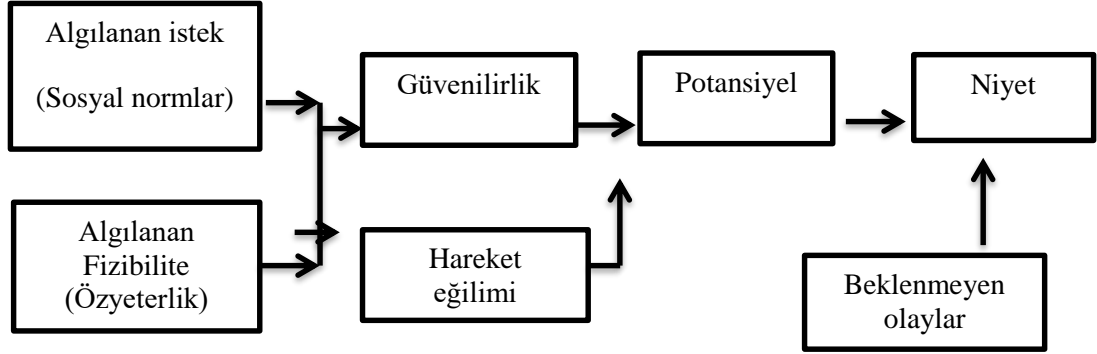 Algılanan istek
(Sosyal normlar)
Güvenilirlik
Potansiyel
Niyet
Algılanan
Fizibilite
(Özyeterlik)
Hareket
eğilimi
Beklenmeyen
olaylar